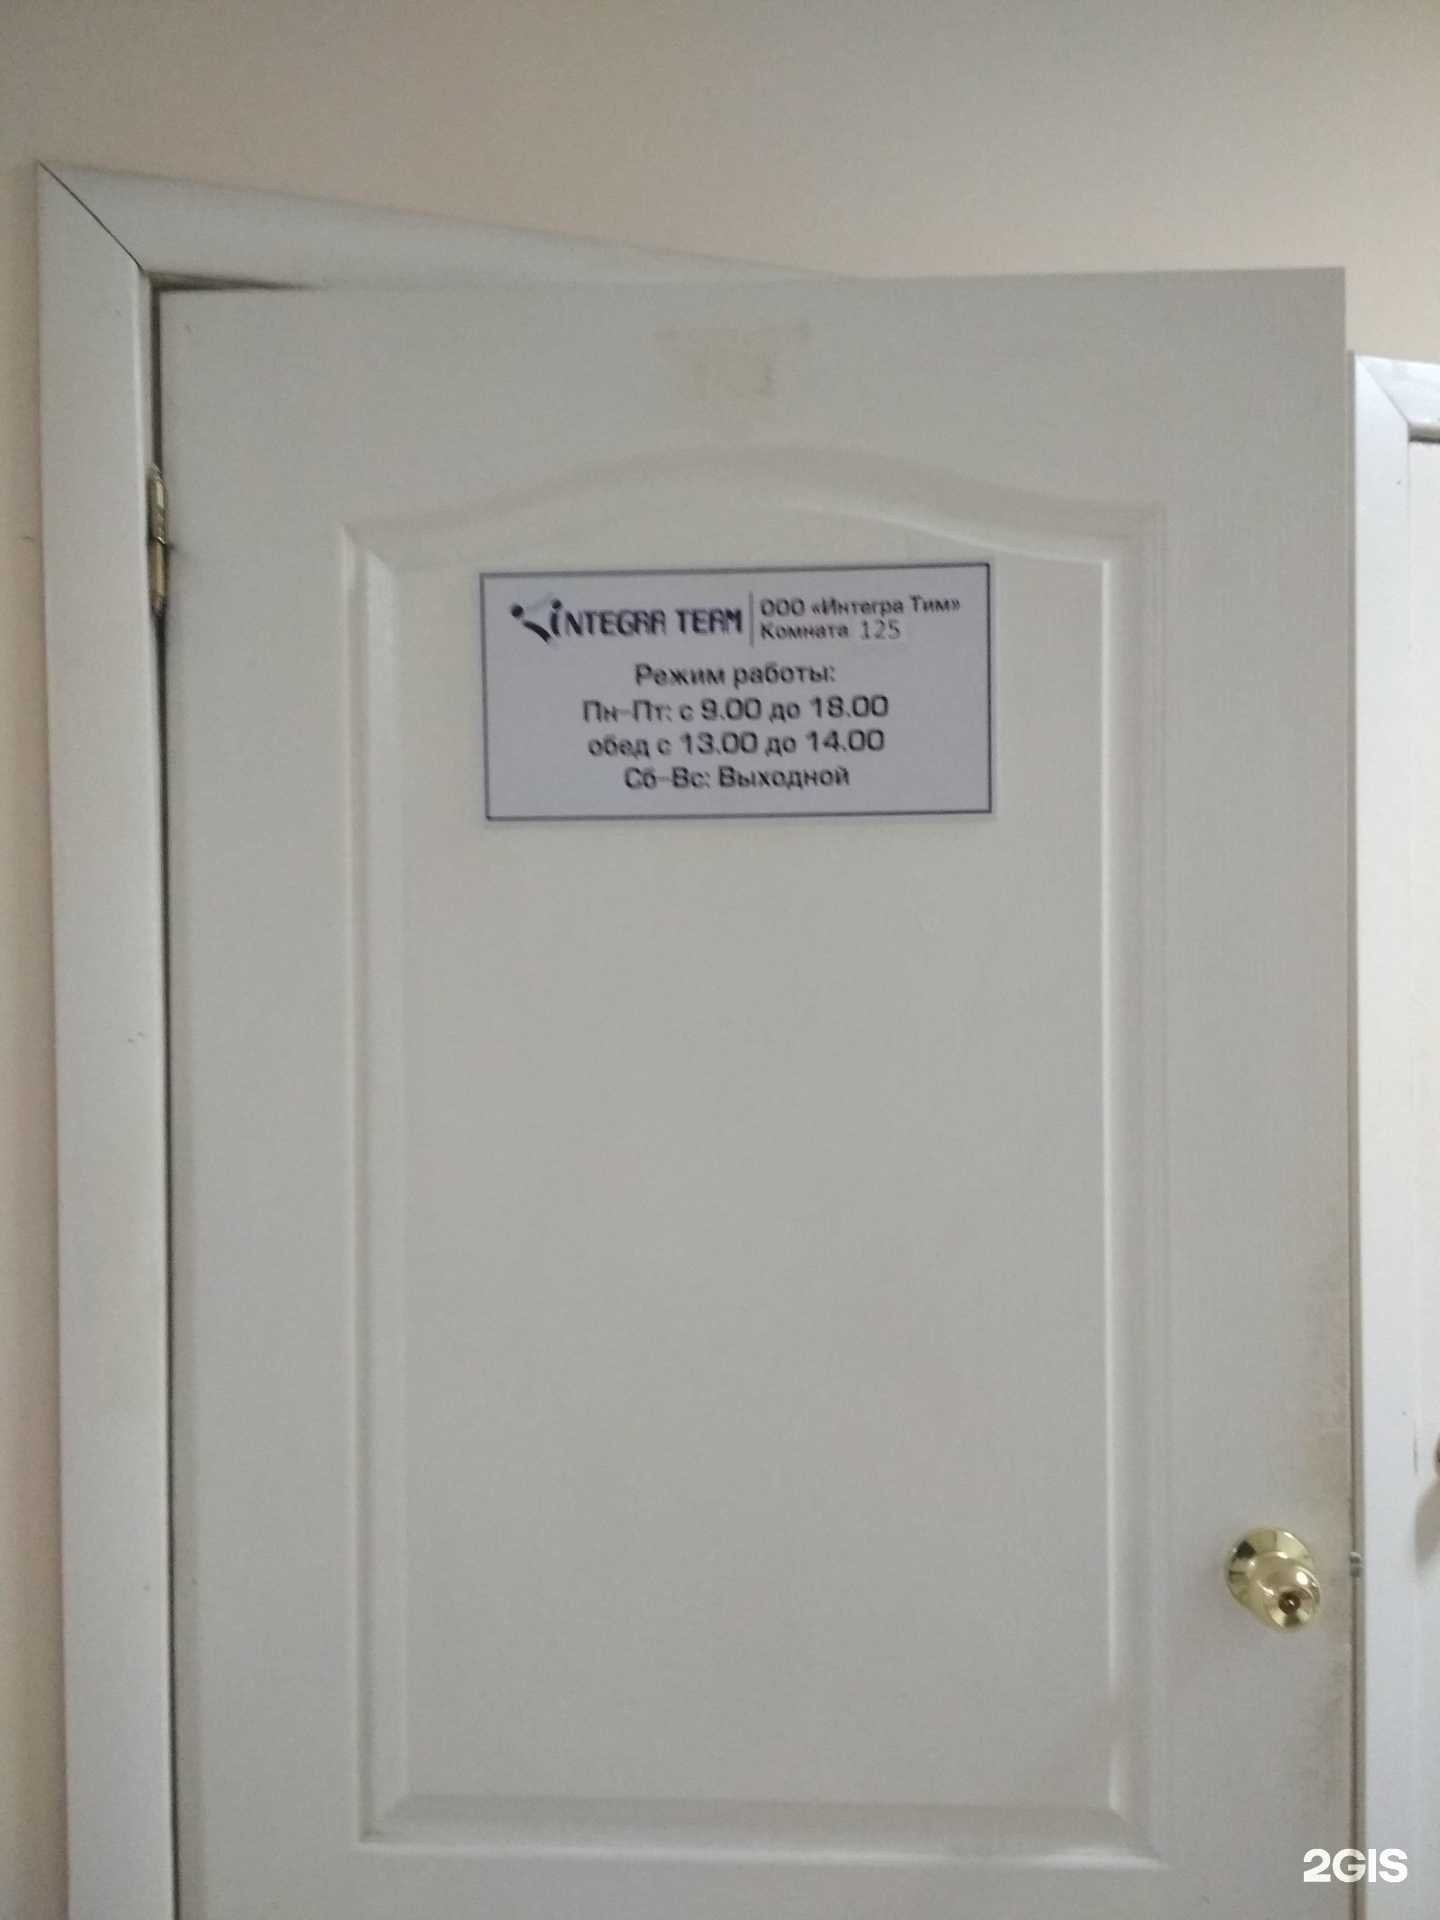 INTEGRA TEAM
ООО «Интегра Тим»
Комната 125
Режим работы:
Пн-Пт: с 9.00 до 18.00
обед с 13.00 до 14.00
Сб-Вс: Выходной
2GIS